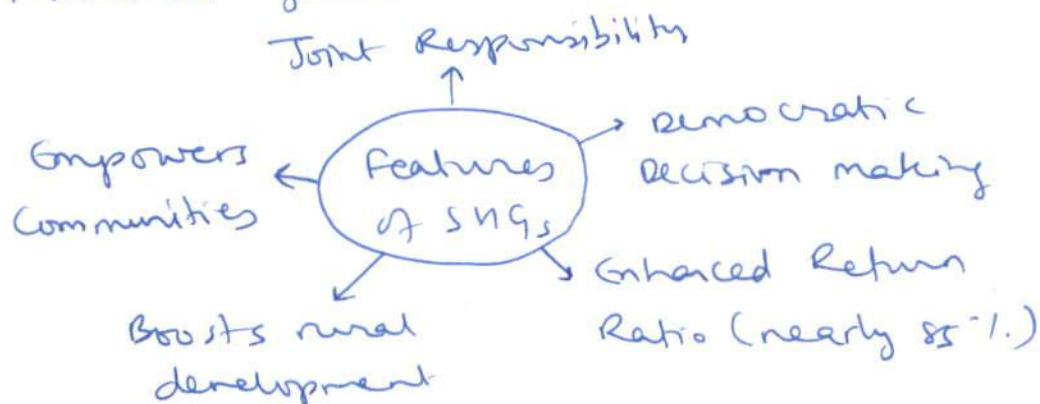 Joint Responsibility
Democratic
Decision making
Empowers
Communities
Features
of SHGs
Enhanced Return
Ratio (nearly 85%.)
Boosts rural
development